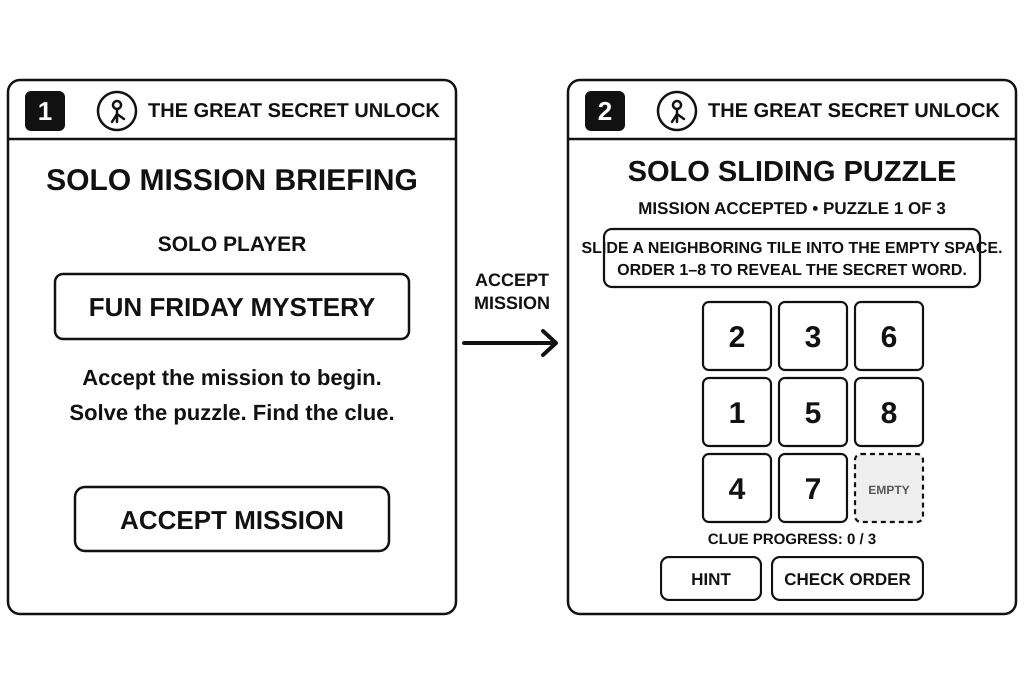 1
THE GREAT SECRET UNLOCK
SOLO MISSION BRIEFING
SOLO PLAYER
FUN FRIDAY MYSTERY
Accept the mission to begin.
Solve the puzzle. Find the clue.
ACCEPT MISSION
ACCEPT
MISSION
2
THE GREAT SECRET UNLOCK
SOLO SLIDING PUZZLE
MISSION ACCEPTED • PUZZLE 1 OF 3
SLIDE A NEIGHBORING TILE INTO THE EMPTY SPACE.
ORDER 1–8 TO REVEAL THE SECRET WORD.
2 3 6
1 5 8
4 7 EMPTY
CLUE PROGRESS: 0 / 3
HINT CHECK ORDER